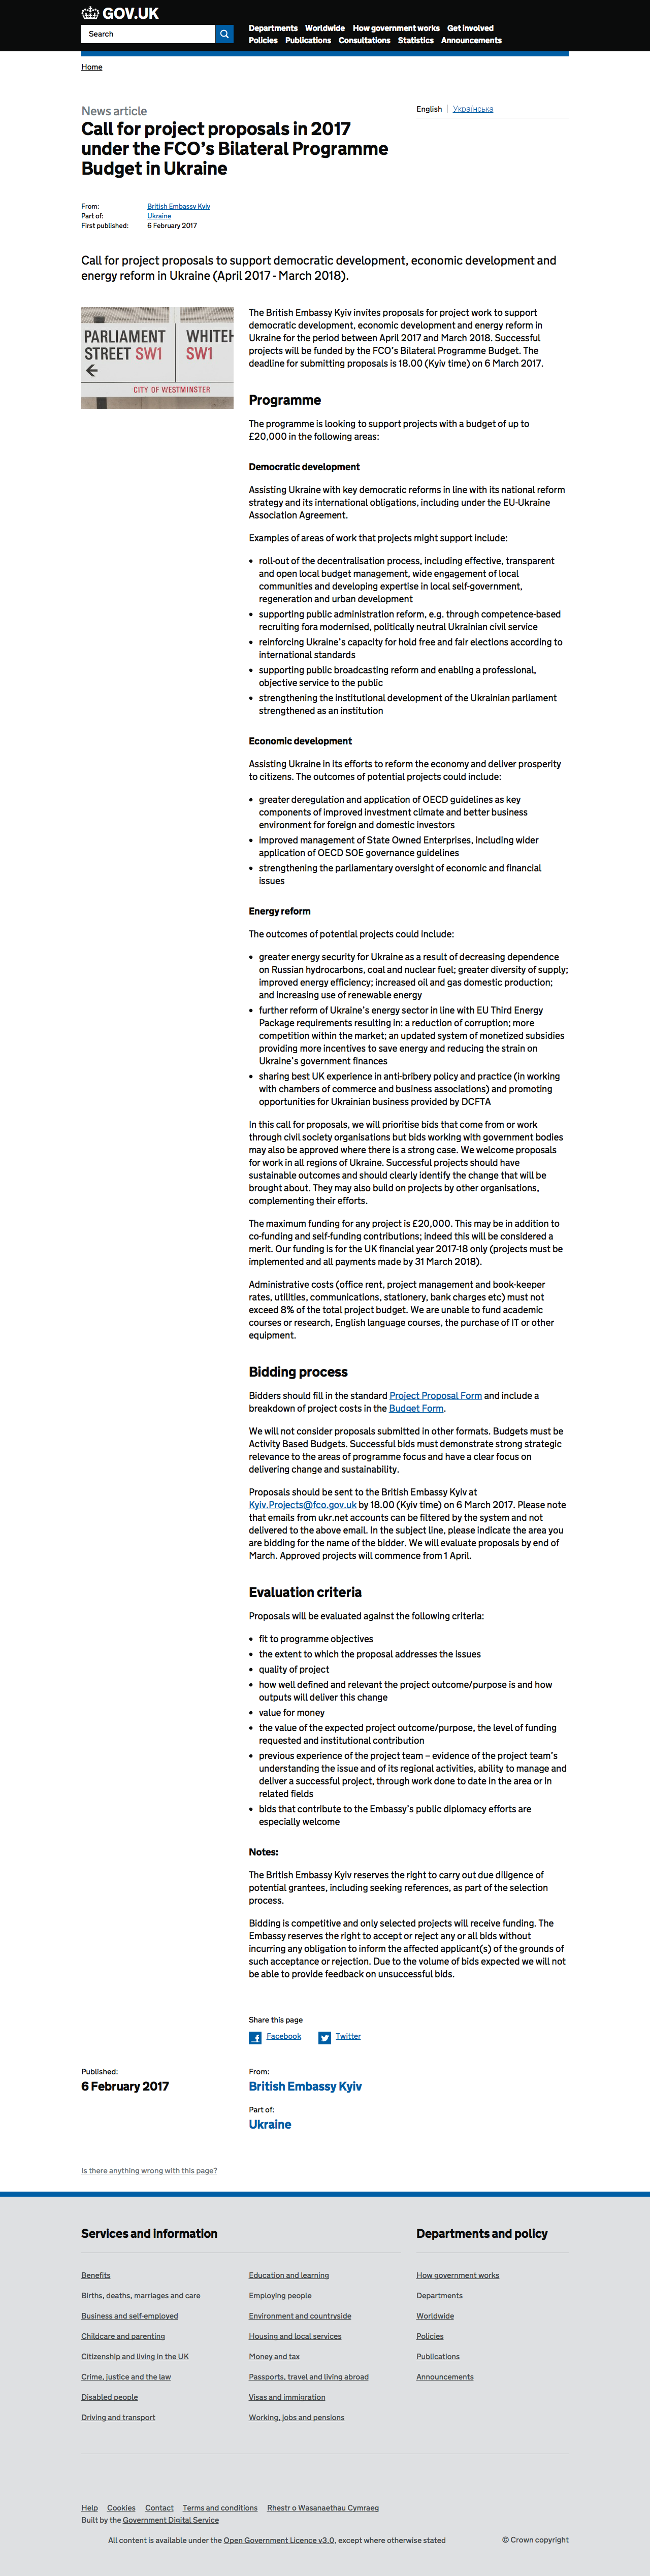 GOV.UK
Search
Departments Worldwide How government works Get involved
Policies Publications Consultations Statistics Announcements
Home
English Українська
News article
Call for project proposals in 2017
under the FCO’s Bilateral Programme
Budget in Ukraine
From: British Embassy Kyiv
Part of: Ukraine
First published: 6 February 2017
Call for project proposals to support democratic development, economic development and
energy reform in Ukraine (April 2017 - March 2018).
PARLIAMENT
STREET SW1
WHITEH
SW1
CITY OF WESTMINSTER
The British Embassy Kyiv invites proposals for project work to support
democratic development, economic development and energy reform in
Ukraine for the period between April 2017 and March 2018. Successful
projects will be funded by the FCO’s Bilateral Programme Budget. The
deadline for submitting proposals is 18.00 (Kyiv time) on 6 March 2017.
Programme
The programme is looking to support projects with a budget of up to
£20,000 in the following areas:
Democratic development
Assisting Ukraine with key democratic reforms in line with its national reform
strategy and its international obligations, including under the EU-Ukraine
Association Agreement.
Examples of areas of work that projects might support include:
• roll-out of the decentralisation process, including effective, transparent
and open local budget management, wide engagement of local
communities and developing expertise in local self-government,
regeneration and urban development
• supporting public administration reform, e.g. through competence-based
recruiting fora modernised, politically neutral Ukrainian civil service
• reinforcing Ukraine’s capacity for hold free and fair elections according to
international standards
• supporting public broadcasting reform and enabling a professional,
objective service to the public
• strengthening the institutional development of the Ukrainian parliament
strengthened as an institution
Economic development
Assisting Ukraine in its efforts to reform the economy and deliver prosperity
to citizens. The outcomes of potential projects could include:
• greater deregulation and application of OECD guidelines as key
components of improved investment climate and better business
environment for foreign and domestic investors
• improved management of State Owned Enterprises, including wider
application of OECD SOE governance guidelines
• strengthening the parliamentary oversight of economic and financial
issues
Energy reform
The outcomes of potential projects could include:
• greater energy security for Ukraine as a result of decreasing dependence
on Russian hydrocarbons, coal and nuclear fuel; greater diversity of supply;
improved energy efficiency; increased oil and gas domestic production;
and increasing use of renewable energy
• further reform of Ukraine’s energy sector in line with EU Third Energy
Package requirements resulting in: a reduction of corruption; more
competition within the market; an updated system of monetized subsidies
providing more incentives to save energy and reducing the strain on
Ukraine’s government finances
• sharing best UK experience in anti-bribery policy and practice (in working
with chambers of commerce and business associations) and promoting
opportunities for Ukrainian business provided by DCFTA
In this call for proposals, we will prioritise bids that come from or work
through civil society organisations but bids working with government bodies
may also be approved where there is a strong case. We welcome proposals
for work in all regions of Ukraine. Successful projects should have
sustainable outcomes and should clearly identify the change that will be
brought about. They may also build on projects by other organisations,
complementing their efforts.
The maximum funding for any project is £20,000. This may be in addition to
co-funding and self-funding contributions; indeed this will be considered a
merit. Our funding is for the UK financial year 2017-18 only (projects must be
implemented and all payments made by 31 March 2018).
Administrative costs (office rent, project management and book-keeper
rates, utilities, communications, stationery, bank charges etc) must not
exceed 8% of the total project budget. We are unable to fund academic
courses or research, English language courses, the purchase of IT or other
equipment.
Bidding process
Bidders should fill in the standard Project Proposal Form and include a
breakdown of project costs in the Budget Form.
We will not consider proposals submitted in other formats. Budgets must be
Activity Based Budgets. Successful bids must demonstrate strong strategic
relevance to the areas of programme focus and have a clear focus on
delivering change and sustainability.
Proposals should be sent to the British Embassy Kyiv at
Kyiv.Projects@fco.gov.uk by 18.00 (Kyiv time) on 6 March 2017. Please note
that emails from ukr.net accounts can be filtered by the system and not
delivered to the above email. In the subject line, please indicate the area you
are bidding for the name of the bidder. We will evaluate proposals by end of
March. Approved projects will commence from 1 April.
Evaluation criteria
Proposals will be evaluated against the following criteria:
• fit to programme objectives
• the extent to which the proposal addresses the issues
• quality of project
• how well defined and relevant the project outcome/purpose is and how
outputs will deliver this change
• value for money
• the value of the expected project outcome/purpose, the level of funding
requested and institutional contribution
• previous experience of the project team – evidence of the project team’s
understanding the issue and of its regional activities, ability to manage and
deliver a successful project, through work done to date in the area or in
related fields
• bids that contribute to the Embassy’s public diplomacy efforts are
especially welcome
Notes:
The British Embassy Kyiv reserves the right to carry out due diligence of
potential grantees, including seeking references, as part of the selection
process.
Bidding is competitive and only selected projects will receive funding. The
Embassy reserves the right to accept or reject any or all bids without
incurring any obligation to inform the affected applicant(s) of the grounds of
such acceptance or rejection. Due to the volume of bids expected we will not
be able to provide feedback on unsuccessful bids.
Share this page
Facebook Twitter
Published:
6 February 2017
From:
British Embassy Kyiv
Part of:
Ukraine
Is there anything wrong with this page?
Services and information
Benefits
Births, deaths, marriages and care
Business and self-employed
Childcare and parenting
Citizenship and living in the UK
Crime, justice and the law
Disabled people
Driving and transport
Education and learning
Employing people
Environment and countryside
Housing and local services
Money and tax
Passports, travel and living abroad
Visas and immigration
Working, jobs and pensions
Departments and policy
How government works
Departments
Worldwide
Policies
Publications
Announcements
Help Cookies Contact Terms and conditions Rhestr o Wasanaethau Cymraeg
Built by the Government Digital Service
All content is available under the Open Government Licence v3.0, except where otherwise stated
© Crown copyright